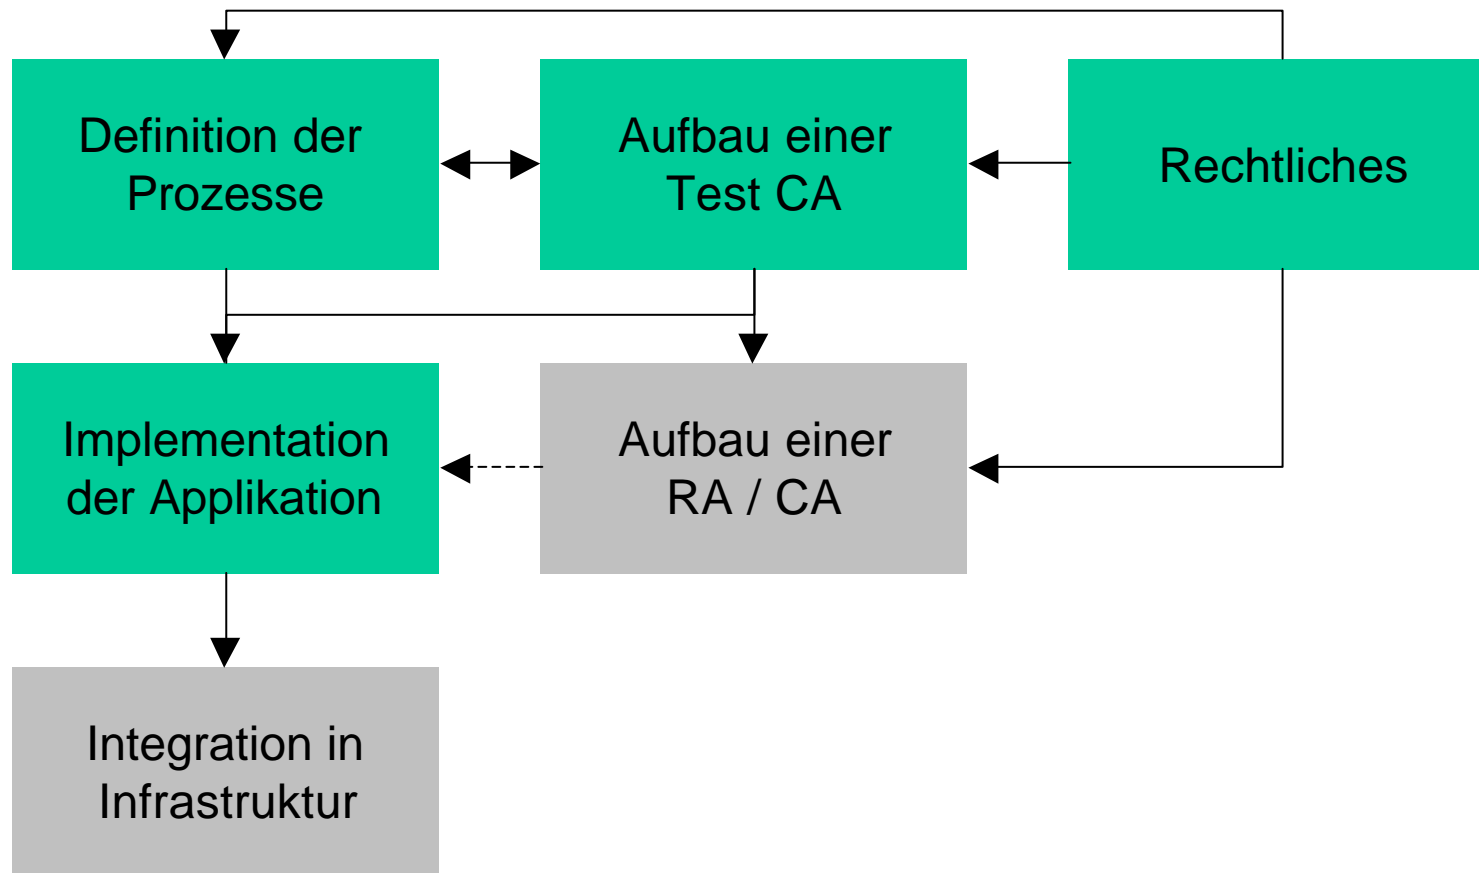 Definition der
Prozesse
Aufbau einer
Test CA
Rechtliches
Implementation
der Applikation
Aufbau einer
RA / CA
Integration in
Infrastruktur